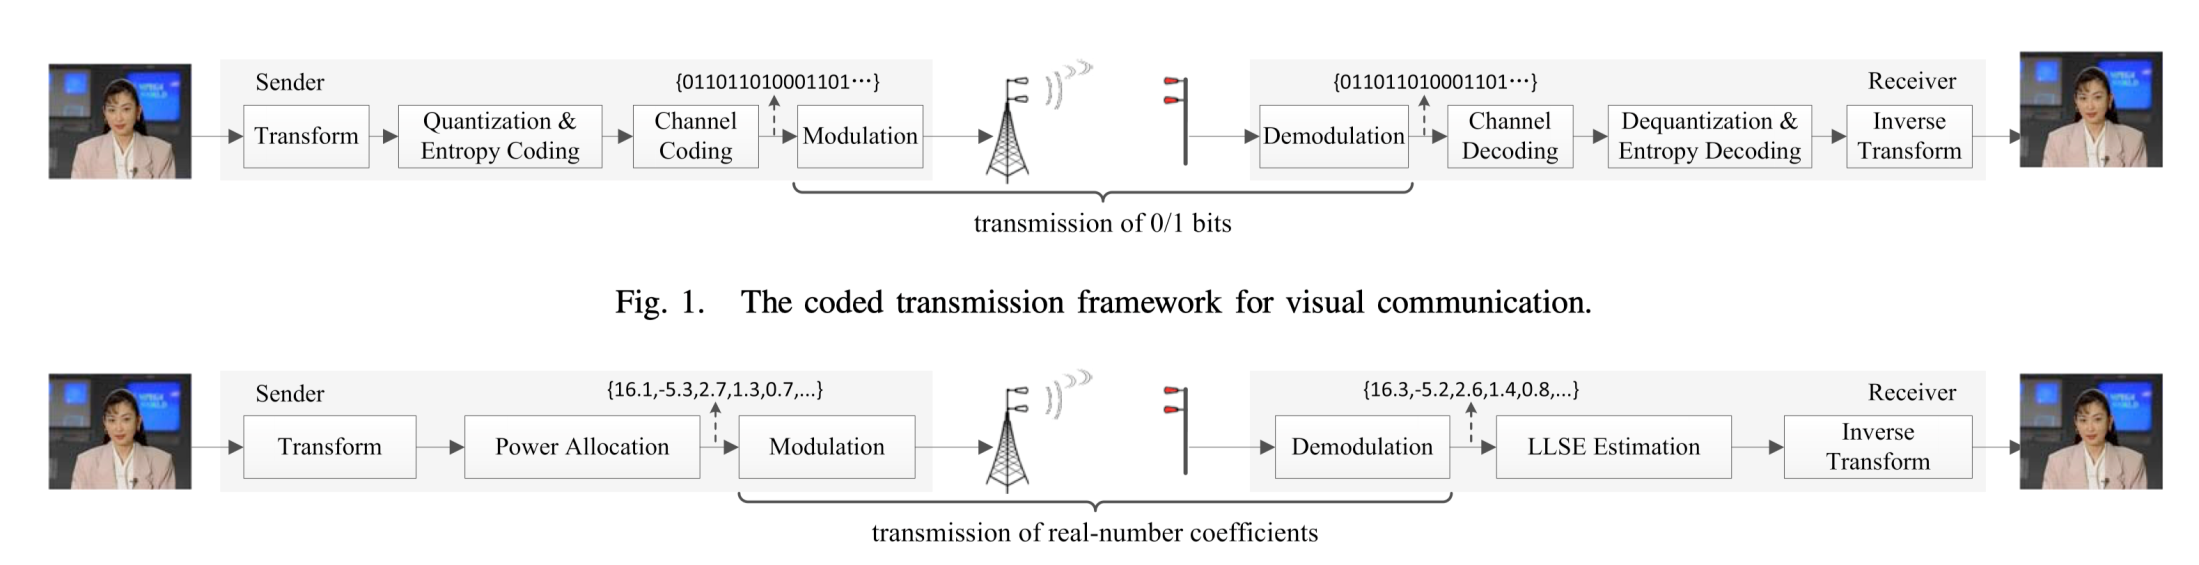 Sender
{011011010001101⋯}
Transform
Quantization &
Entropy Coding
Channel
Coding
Modulation
{011011010001101⋯}
Receiver
Demodulation
Channel
Decoding
Dequantization &
Entropy Decoding
Inverse
Transform
transmission of 0/1 bits
Fig. 1. The coded transmission framework for visual communication.
Sender
{16.1,-5.3,2.7,1.3,0.7,...}
Transform
Power Allocation
Modulation
{16.3,-5.2,2.6,1.4,0.8,...}
Receiver
Demodulation
LLSE Estimation
Inverse
Transform
transmission of real-number coefficients